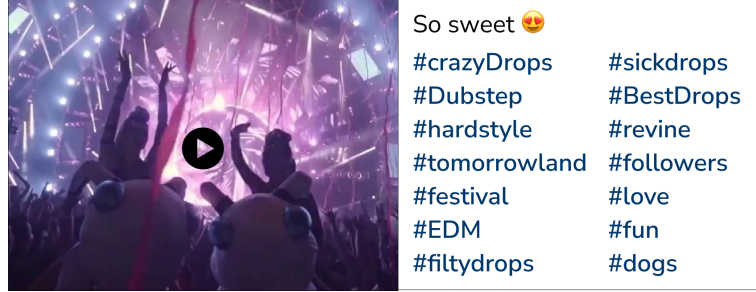 So sweet 😍
#crazyDrops #sickdrops
#Dubstep #BestDrops
#hardstyle #revine
#tomorrowland #followers
#festival #love
#EDM #fun
#filtydrops #dogs